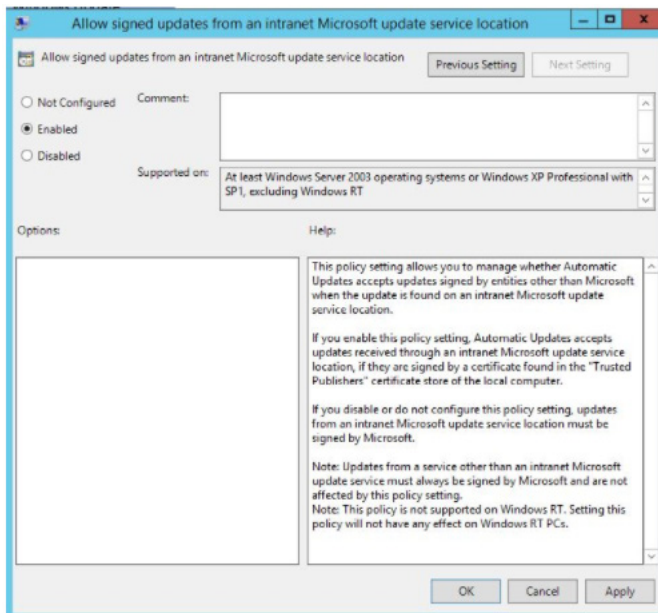 Allow signed updates from an intranet Microsoft update service location
Allow signed updates from an intranet Microsoft update service location
Previous Setting
Next Setting
Not Configured
Comment:
Enabled
Disabled
Supported on:
At least Windows Server 2003 operating systems or Windows XP Professional with
SP1, excluding Windows RT
Options:
Help:
This policy setting allows you to manage whether Automatic
Updates accepts updates signed by entities other than Microsoft
when the update is found on an intranet Microsoft update
service location.
If you enable this policy setting, Automatic Updates accepts
updates received through an intranet Microsoft update service
location, if they are signed by a certificate found in the "Trusted
Publishers" certificate store of the local computer.
If you disable or do not configure this policy setting, updates
from an intranet Microsoft update service location must be
signed by Microsoft.
Note: Updates from a service other than an intranet Microsoft
update service must always be signed by Microsoft and are not
affected by this policy setting.
Note: This policy is not supported on Windows RT. Setting this
policy will not have any effect on Windows RT PCs.
OK
Cancel
Apply